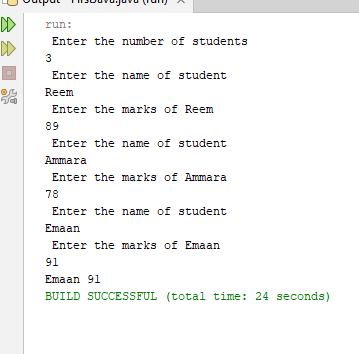 Output - FirstJava.java (run) ×
run:
Enter the number of students
3
Enter the name of student
Reem
Enter the marks of Reem
89
Enter the name of student
Ammara
Enter the marks of Ammara
78
Enter the name of student
Emaan
Enter the marks of Emaan
91
Emaan 91
BUILD SUCCESSFUL (total time: 24 seconds)